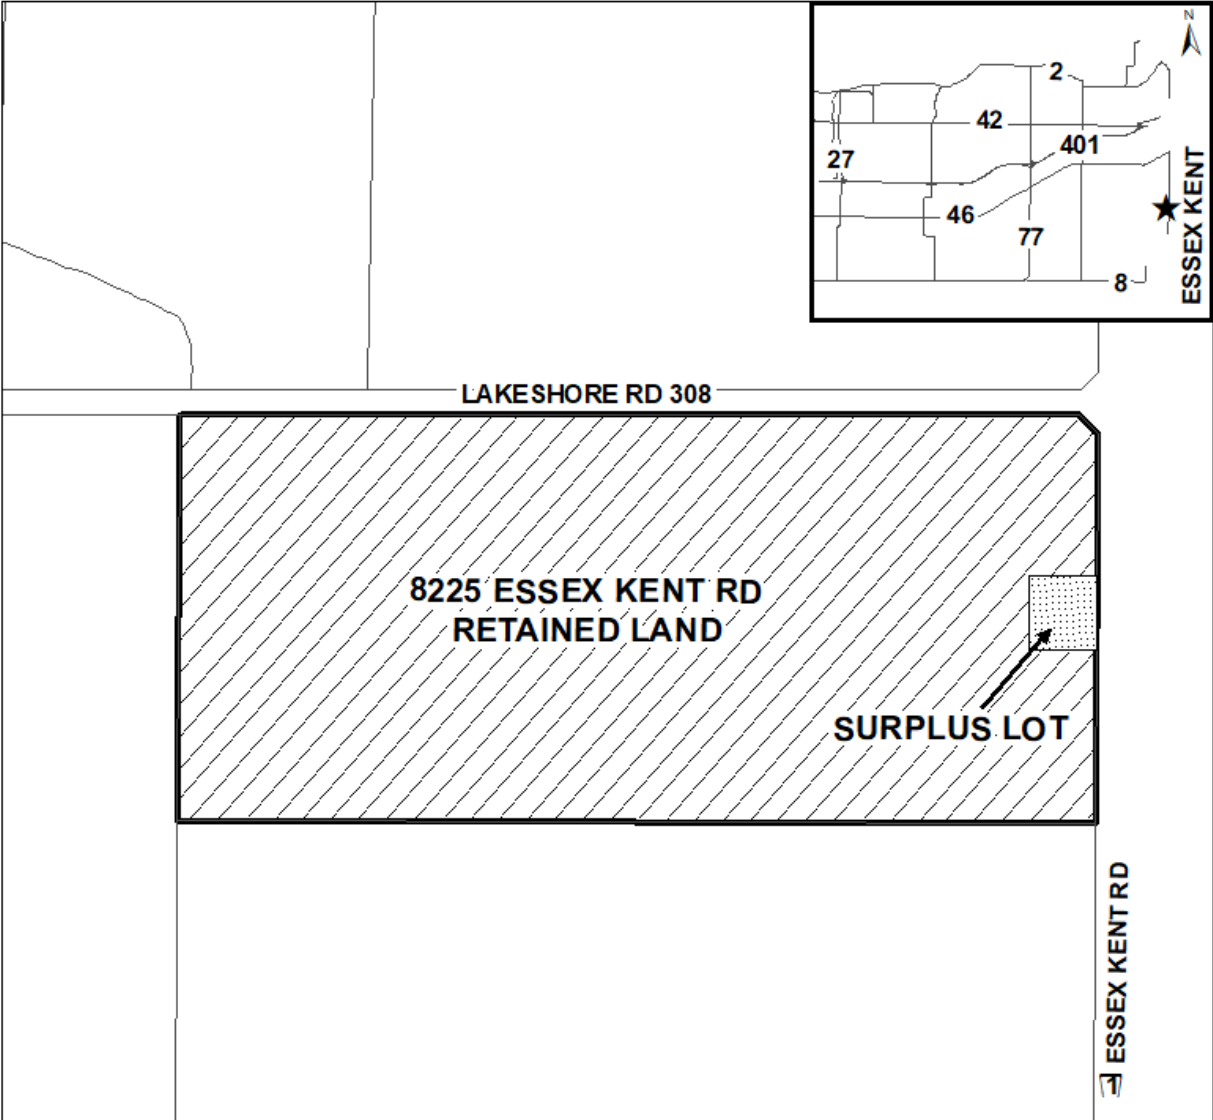 N
2
42
401
27
46
77
8
ESSEX KENT
LAKESHORE RD 308
8225 ESSEX KENT RD
RETAINED LAND
SURPLUS LOT
ESSEX KENT RD
1